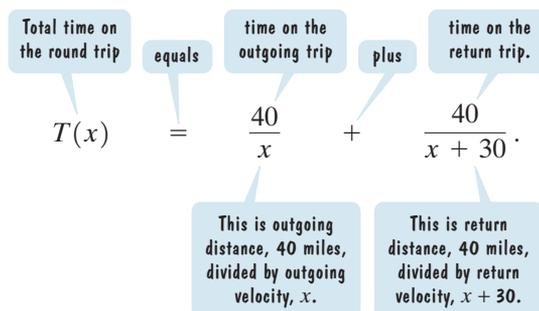 Total time on
the round trip
equals
time on the
outgoing trip
plus
time on the
return trip.
T(x) = 40/x + 40/(x + 30).
This is outgoing
distance, 40 miles,
divided by outgoing
velocity, x.
This is return
distance, 40 miles,
divided by return
velocity, x + 30.